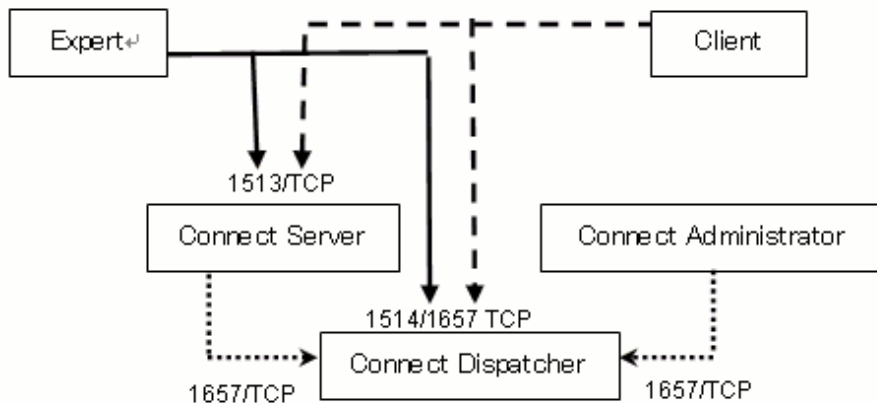 Expert↵
Client
1513/TCP
Connect Server
Connect Administrator
1514/1657 TCP
Connect Dispatcher
1657/TCP
1657/TCP